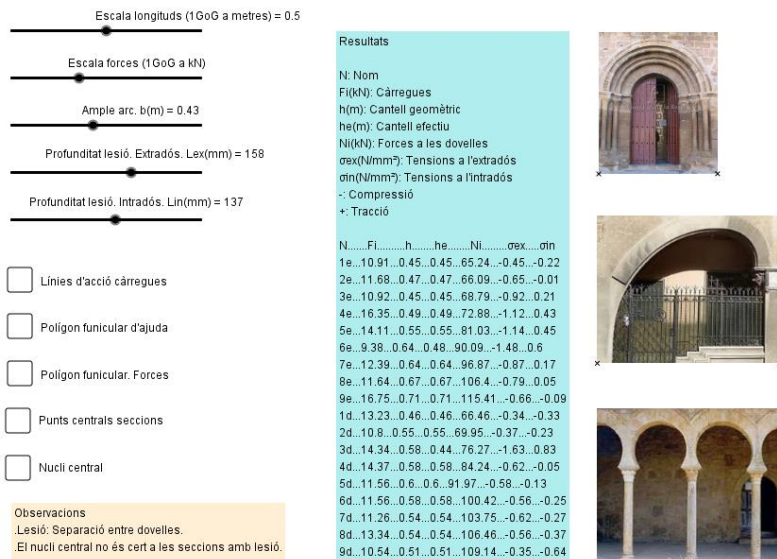 Escala longituds (1GoG a metres) = 0.5
Escala forces (1GoG a kN)
Ample arc. b(m) = 0.43
Profunditat lesió. Extradós. Lex(mm) = 158
Profunditat lesió. Intradós. Lin(mm) = 137
Línies d'acció càrregues
Polígon funicular d'ajuda
Polígon funicular. Forces
Punts centrals seccions
Nucli central
Observacions
.Lesió: Separació entre dovelles.
.El nucli central no és cert a les seccions amb lesió.
Resultats
N: Nom
Fi(kN): Càrregues
h(m): Cantell geomètric
he(m): Cantell efectiu
Ni(kN): Forces a les dovelles
σex(N/mm²): Tensions a l'extradós
σin(N/mm²): Tensions a l'intradós
-: Compressió
+: Tracció
N.......Fi.........h........he........Ni.........σex.....σin
1e...10.91...0.45...0.45...65.24...-0.45...-0.22
2e...11.68...0.47...0.47...66.09...-0.65...-0.01
3e...10.92...0.45...0.45...68.79...-0.92...0.21
4e...16.35...0.49...0.49...72.88...-1.12...0.43
5e...14.11...0.55...0.55...81.03...-1.14...0.45
6e...9.38...0.64...0.48...90.09...-1.48...0.6
7e...12.39...0.64...0.64...96.87...-0.87...0.17
8e...11.64...0.67...0.67...106.4...-0.79...0.05
9e...16.75...0.71...0.71...115.41...-0.66...-0.09
1d...13.23...0.46...0.46...66.46...-0.34...-0.33
2d...10.8...0.55...0.55...69.95...-0.37...-0.23
3d...14.34...0.58...0.44...76.27...-1.63...0.83
4d...14.37...0.58...0.58...84.24...-0.62...-0.05
5d...11.56...0.6...0.6...91.97...-0.58...-0.13
6d...11.56...0.58...0.58...100.42...-0.56...-0.25
7d...11.26...0.54...0.54...103.75...-0.62...-0.27
8d...13.34...0.54...0.54...106.46...-0.56...-0.37
9d...10.54...0.51...0.51...109.14...-0.35...-0.64